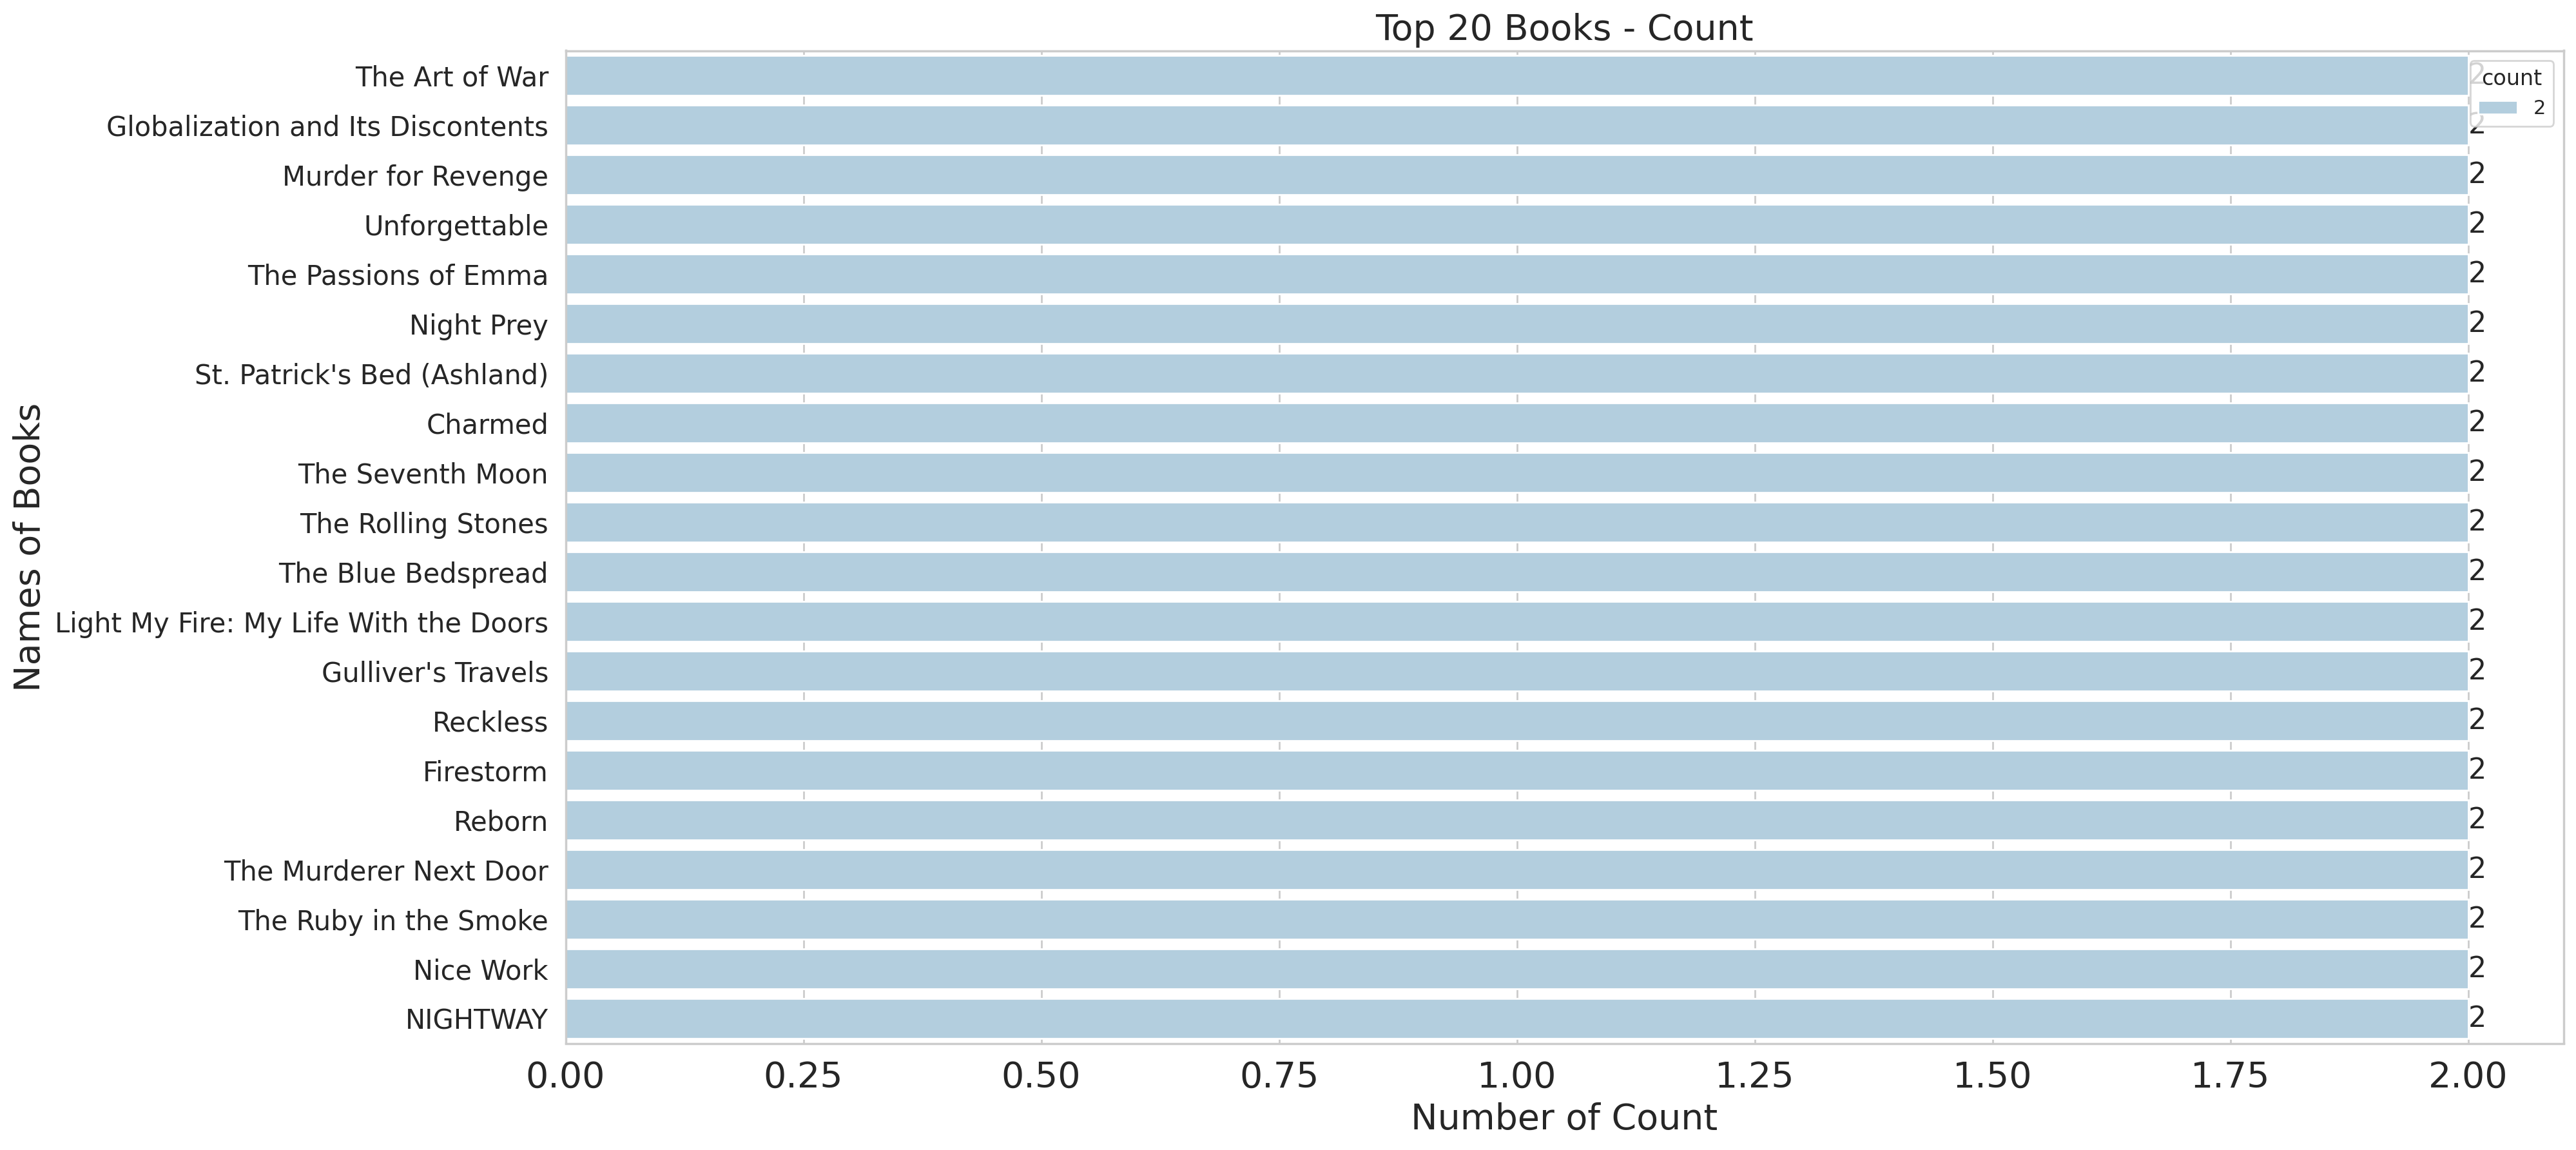 Top 20 Books - Count
Names of Books
The Art of War 2
Globalization and Its Discontents 2
Murder for Revenge 2
Unforgettable 2
The Passions of Emma 2
Night Prey 2
St. Patrick's Bed (Ashland) 2
Charmed 2
The Seventh Moon 2
The Rolling Stones 2
The Blue Bedspread 2
Light My Fire: My Life With the Doors 2
Gulliver's Travels 2
Reckless 2
Firestorm 2
Reborn 2
The Murderer Next Door 2
The Ruby in the Smoke 2
Nice Work 2
NIGHTWAY 2
count
2
0.00 0.25 0.50 0.75 1.00 1.25 1.50 1.75 2.00
Number of Count